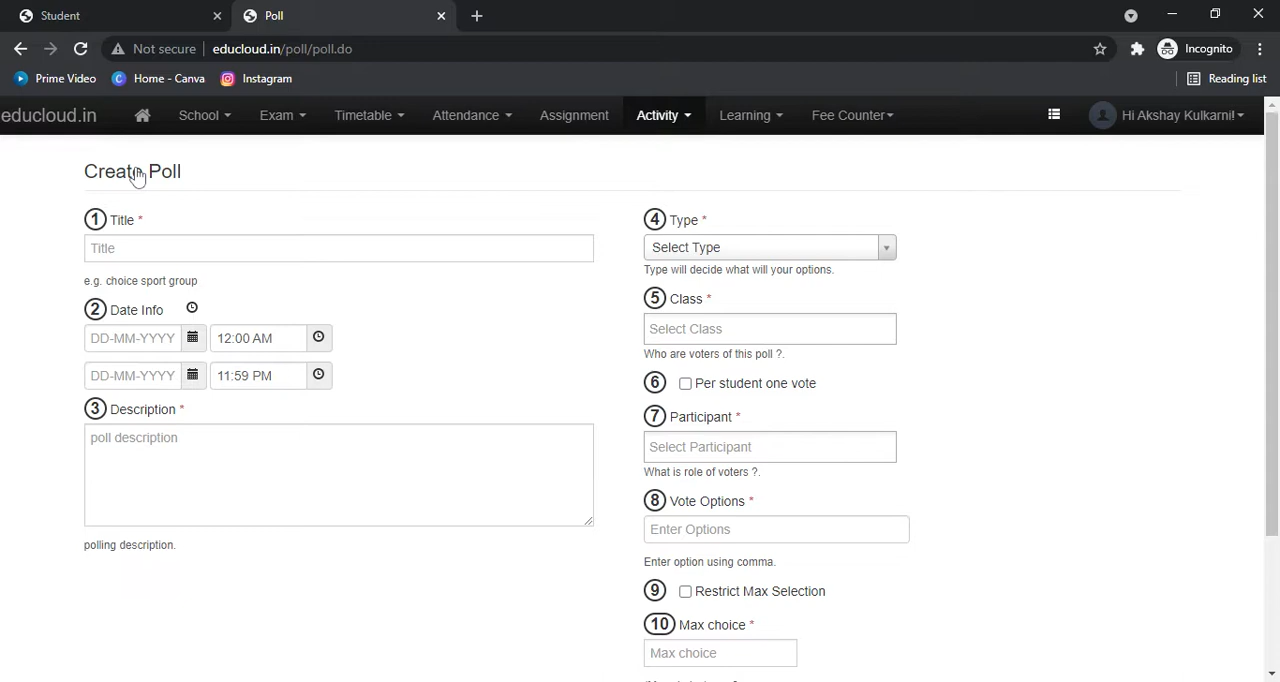 Student
Poll
Not secure
educloud.in/poll/poll.do
Incognito
Prime Video
Home - Canva
Instagram
Reading list
educloud.in
School
Exam
Timetable
Attendance
Assignment
Activity
Learning
Fee Counter
Hi Akshay Kulkarni!
Create Poll
1 Title *
Title
e.g. choice sport group
2 Date Info
DD-MM-YYYY 12:00 AM
DD-MM-YYYY 11:59 PM
3 Description *
poll description
polling description.
4 Type *
Select Type
Type will decide what will your options.
5 Class *
Select Class
Who are voters of this poll ?.
6 Per student one vote
7 Participant *
Select Participant
What is role of voters ?.
8 Vote Options *
Enter Options
Enter option using comma.
9 Restrict Max Selection
10 Max choice *
Max choice